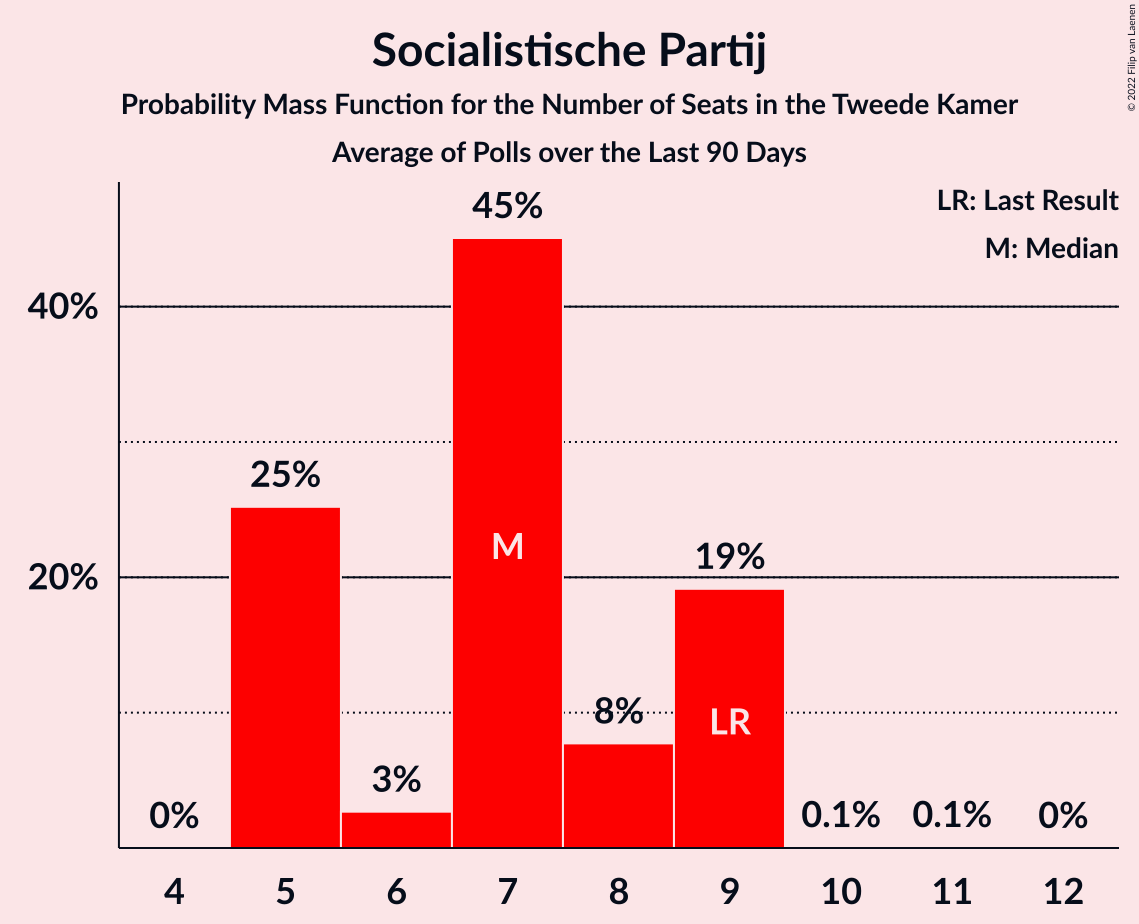 Socialistische Partij
Probability Mass Function for the Number of Seats in the Tweede Kamer
Average of Polls over the Last 90 Days
© 2022 Filip van Laenen
LR: Last Result
M: Median
45%
40%
25%
M
19%
20%
8%
LR
3%
0%
0.1%
0.1%
0%
4 5 6 7 8 9 10 11 12